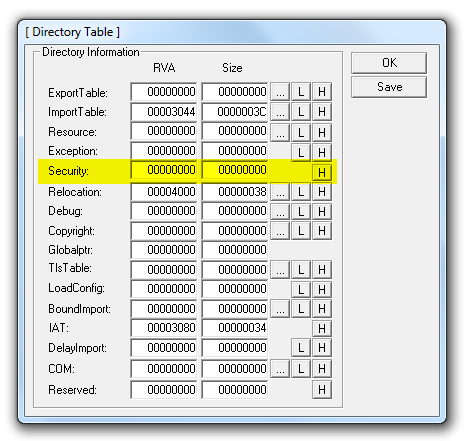 [ Directory Table ]
Directory Information
RVA Size
OK
Save
ExportTable: 00000000 00000000 ... L H
ImportTable: 00003044 0000003C ... L H
Resource: 00000000 00000000 ... L H
Exception: 00000000 00000000 L H
Security: 00000000 00000000 H
Relocation: 00004000 00000038 ... L H
Debug: 00000000 00000000 ... L H
Copyright: 00000000 00000000 ... L H
Globalptr: 00000000 00000000
TlsTable: 00000000 00000000 ... L H
LoadConfig: 00000000 00000000 L H
BoundImport: 00000000 00000000 ... L H
IAT: 00003080 00000034 H
DelayImport: 00000000 00000000 L H
COM: 00000000 00000000 ... L H
Reserved: 00000000 00000000 H